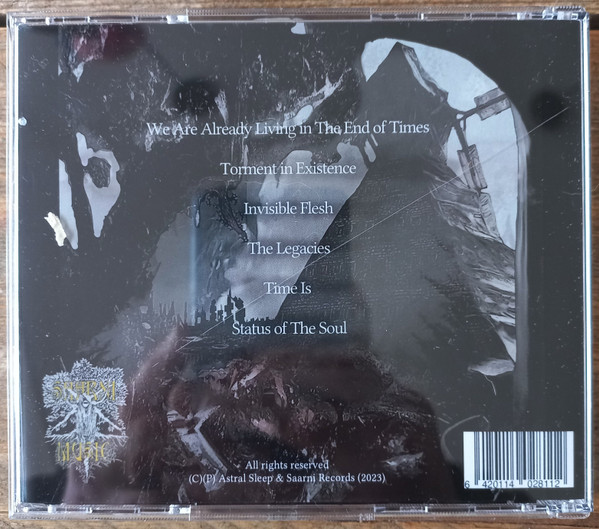 We Are Already Living in The End of Times
Torment in Existence
Invisible Flesh
The Legacies
Time Is
Status of The Soul
All rights reserved
(C)(P) Astral Sleep & Saarni Records (2023)
6 420114 028112